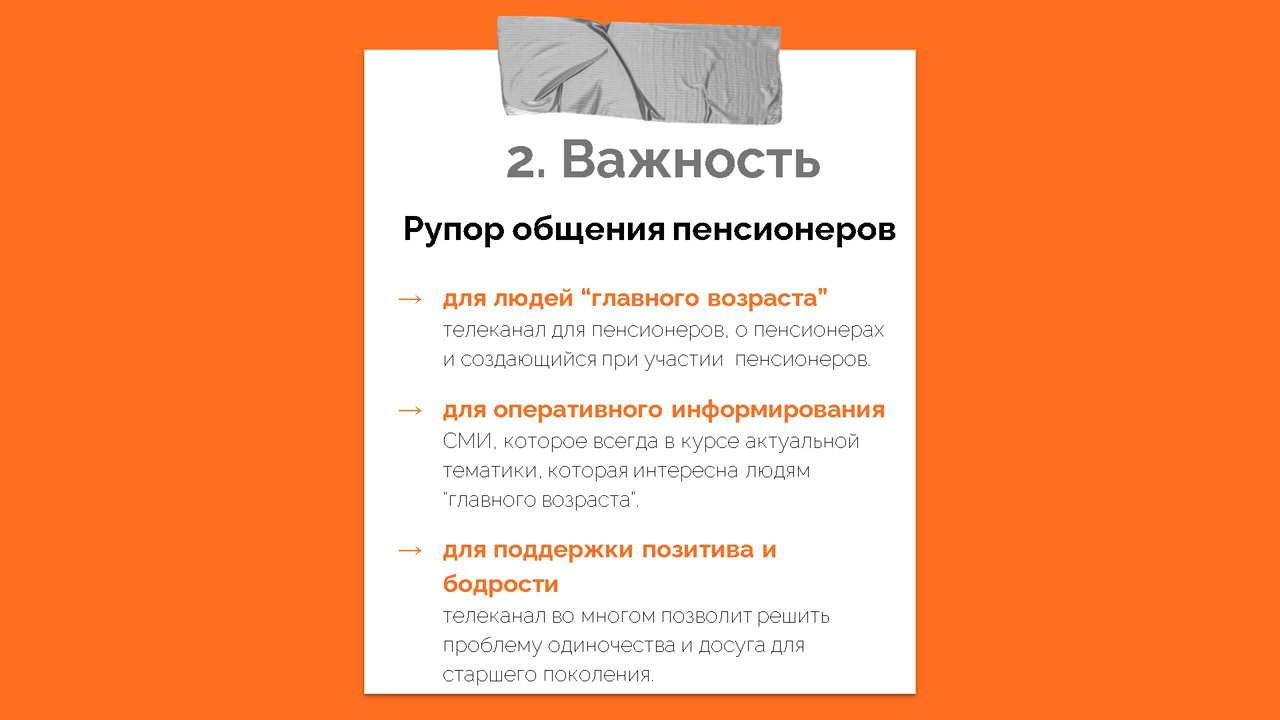 2. Важность
Рупор общения пенсионеров
→ для людей “главного возраста”
телеканал для пенсионеров, о пенсионерах
и создающийся при участии пенсионеров.
→ для оперативного информирования
СМИ, которое всегда в курсе актуальной
тематики, которая интересна людям
"главного возраста".
→ для поддержки позитива и
бодрости
телеканал во многом позволит решить
проблему одиночества и досуга для
старшего поколения.